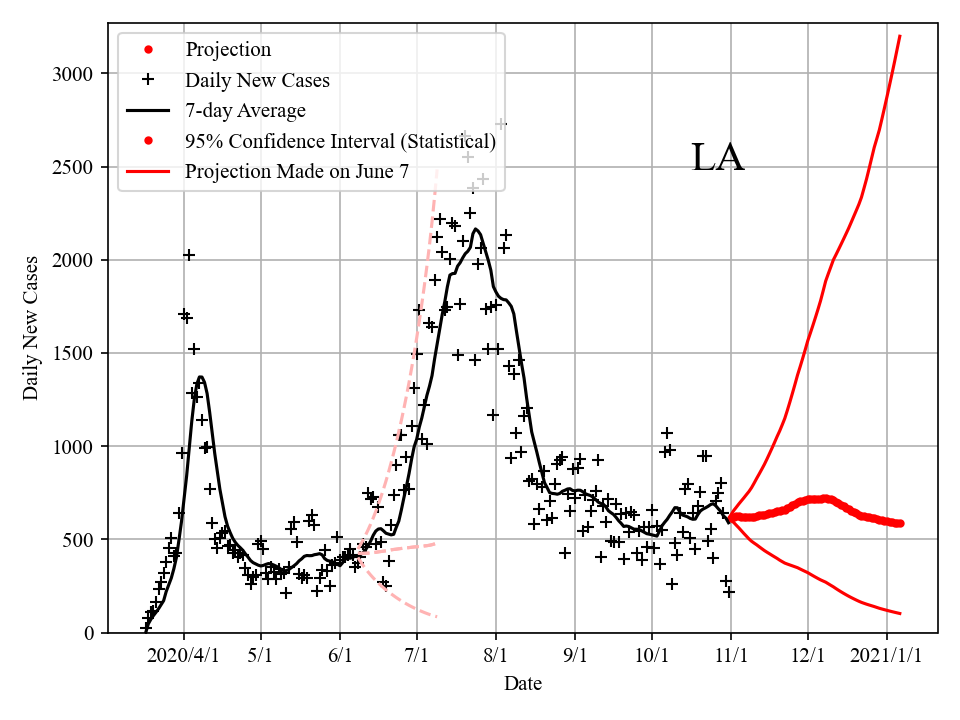 Projection
Daily New Cases
7-day Average
95% Confidence Interval (Statistical)
Projection Made on June 7
LA
3000
2500
2000
1500
1000
500
0
Daily New Cases
2020/4/1 5/1 6/1 7/1 8/1 9/1 10/1 11/1 12/1 2021/1/1
Date